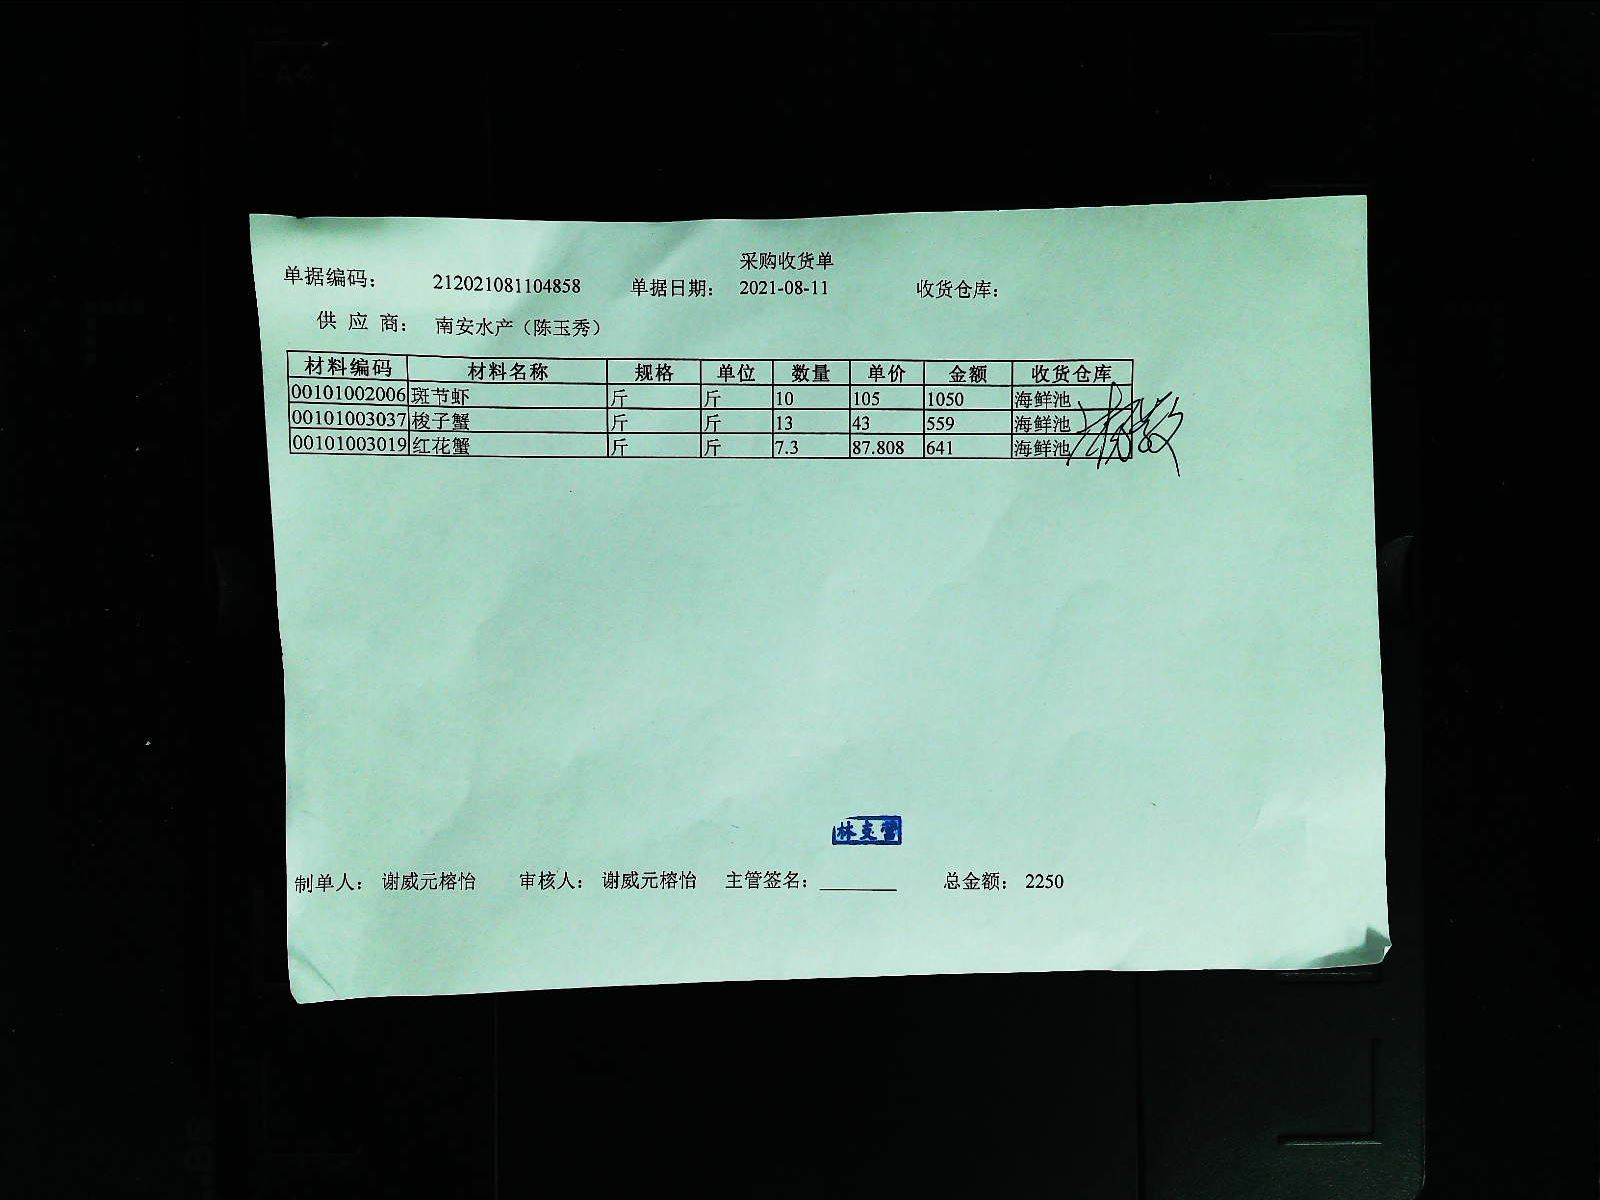 采购收货单
单据编码： 212021081104858 单据日期： 2021-08-11 收货仓库：
供 应 商： 南安水产（陈玉秀）
材料编码 材料名称 规格 单位 数量 单价 金额 收货仓库
00101002006 斑节虾 斤 斤 10 105 1050 海鲜池
00101003037 梭子蟹 斤 斤 13 43 559 海鲜池
00101003019 红花蟹 斤 斤 7.3 87.808 641 海鲜池
制单人： 谢威元榕怡 审核人： 谢威元榕怡 主管签名： 总金额： 2250